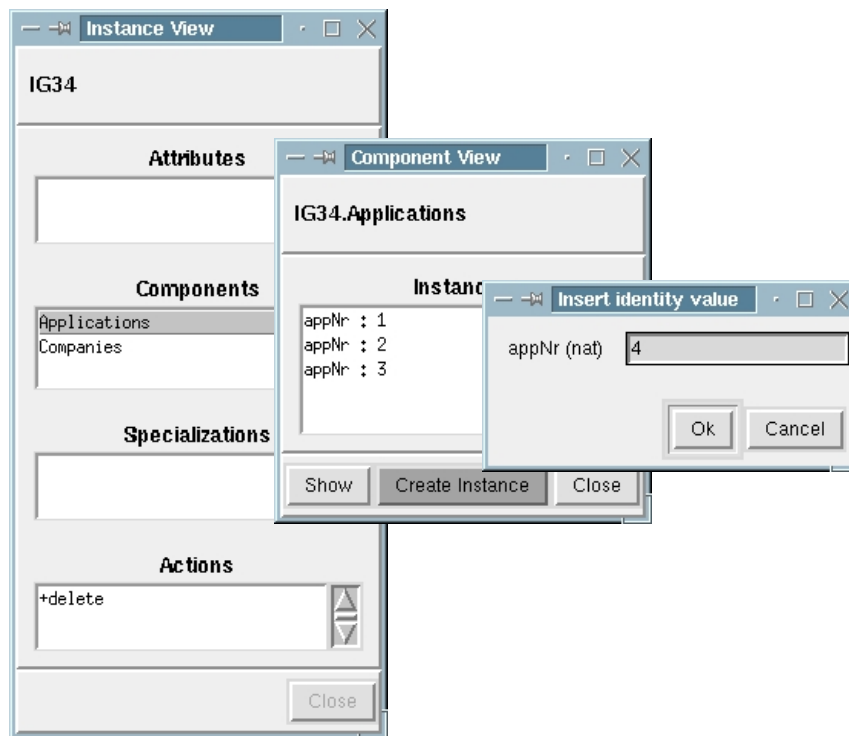 Instance View
IG34
Attributes
Components
Applications
Companies
Specializations
Actions
+delete
Close
Component View
IG34.Applications
appNr : 1
appNr : 2
appNr : 3
Show Create Instance Close
Insert identity value
appNr (nat) 4
Ok Cancel